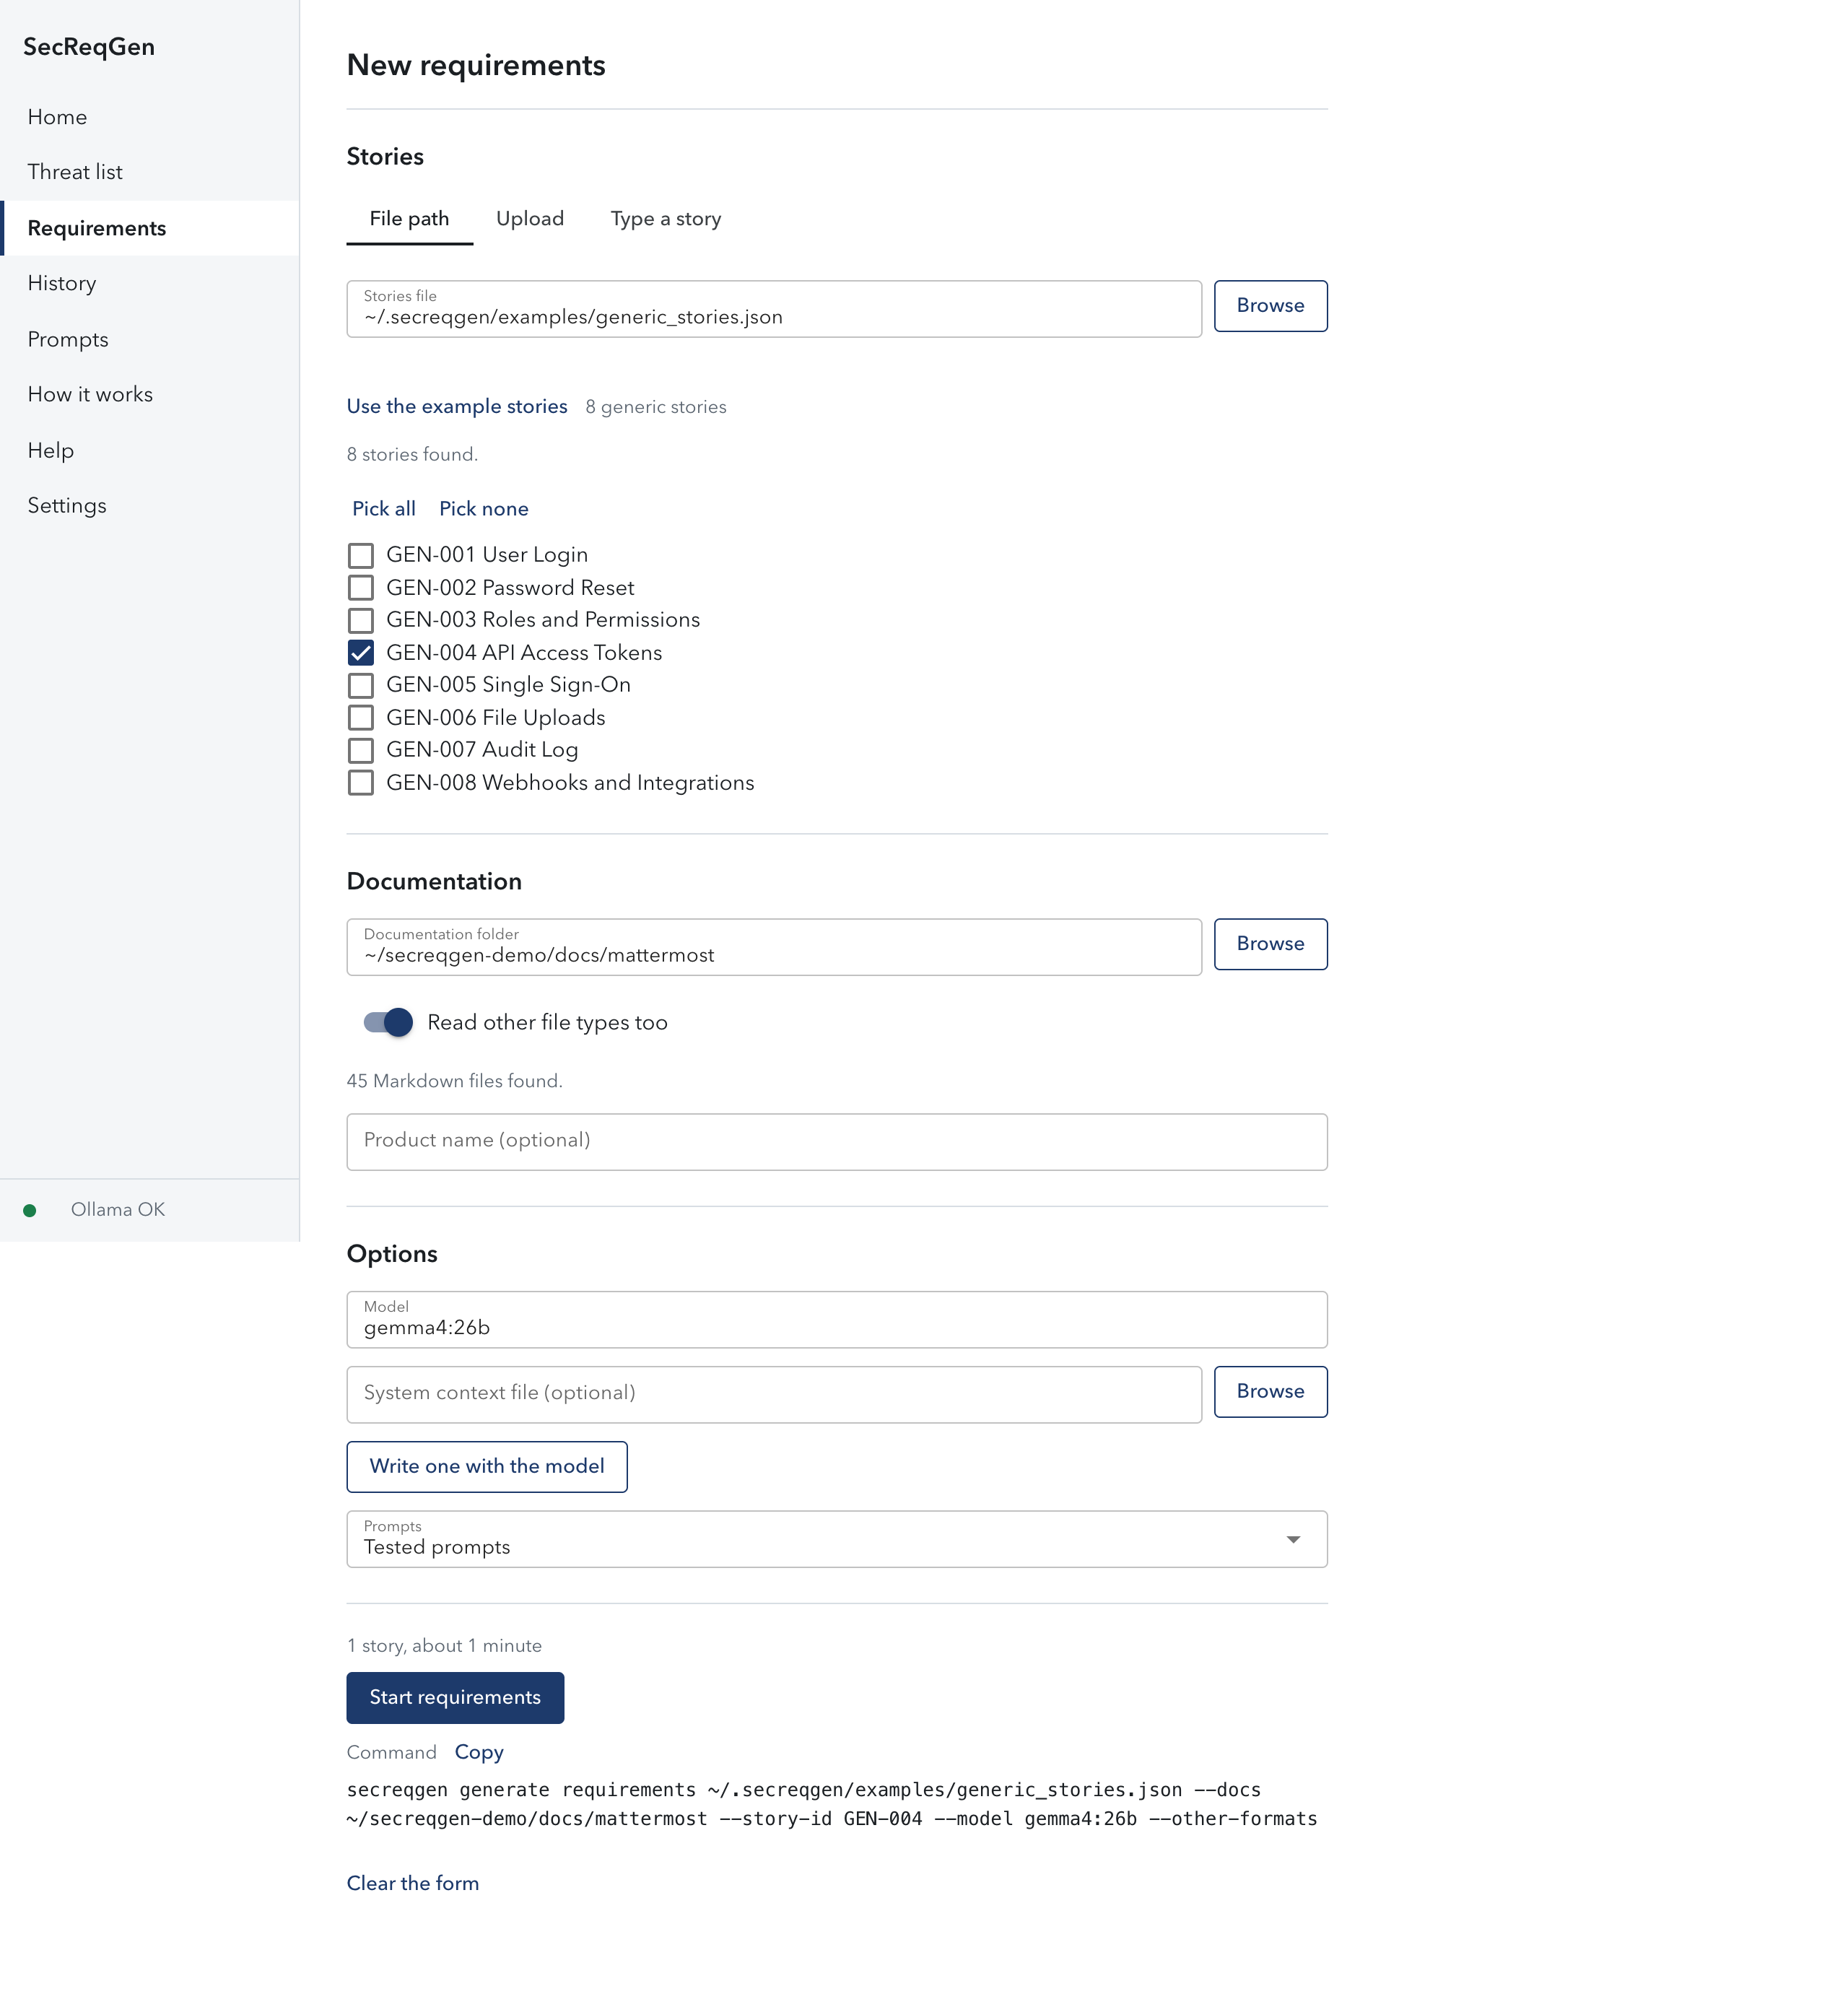 SecReqGen
Home
Threat list
Requirements
History
Prompts
How it works
Help
Settings
Ollama OK
New requirements
Stories
File path Upload Type a story
Stories file
~/.secreqgen/examples/generic_stories.json
Browse
Use the example stories 8 generic stories
8 stories found.
Pick all Pick none
GEN-001 User Login
GEN-002 Password Reset
GEN-003 Roles and Permissions
GEN-004 API Access Tokens
GEN-005 Single Sign-On
GEN-006 File Uploads
GEN-007 Audit Log
GEN-008 Webhooks and Integrations
Documentation
Documentation folder
~/secreqgen-demo/docs/mattermost
Browse
Read other file types too
45 Markdown files found.
Product name (optional)
Options
Model
gemma4:26b
System context file (optional)
Browse
Write one with the model
Prompts
Tested prompts
1 story, about 1 minute
Start requirements
Command Copy
secreqgen generate requirements ~/.secreqgen/examples/generic_stories.json --docs
~/secreqgen-demo/docs/mattermost --story-id GEN-004 --model gemma4:26b --other-formats
Clear the form